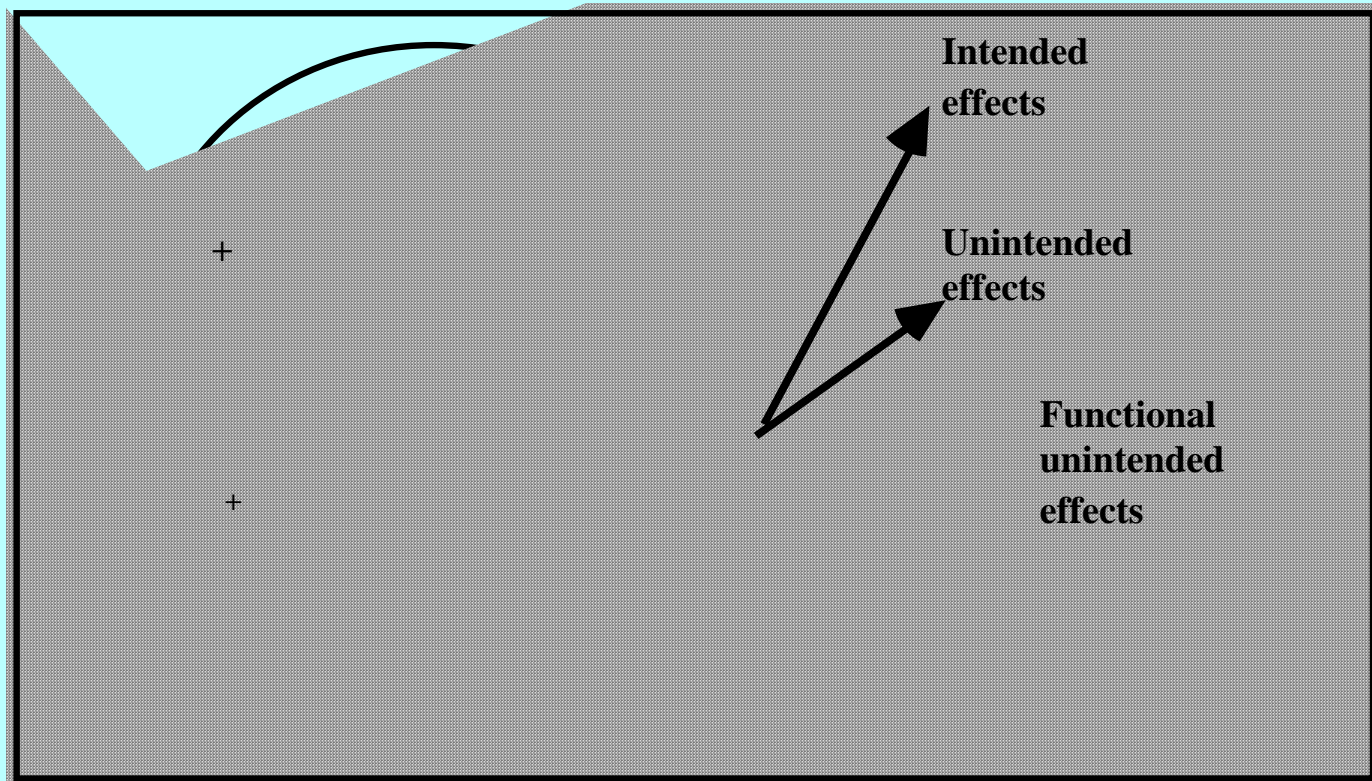 Intended
effects
+
Unintended
effects
Functional
unintended
effects
+